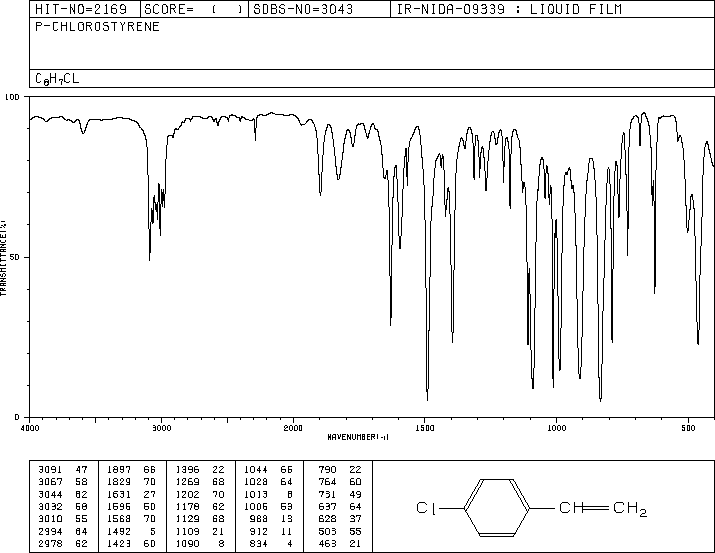 HIT-NO=2169 SCORE= ( ) SDBS-NO=3043 IR-NIDA-09339 : LIQUID FILM
P-CHLOROSTYRENE
C8H7CL
100
50
0
TRANSMITTANCE(%)
4000 3000 2000 1500 1000 500
WAVENUMBER(-1)
3091 47 1897 66 1396 22 1044 66 790 22
3067 58 1829 70 1269 68 1028 64 764 60
3044 62 1631 27 1202 70 1013 8 731 49
3032 60 1596 60 1178 62 1006 53 637 64
3010 55 1568 70 1129 68 988 13 628 37
2994 64 1492 5 1109 21 912 11 503 55
2978 62 1423 60 1090 8 834 4 463 21
Cl CH CH2